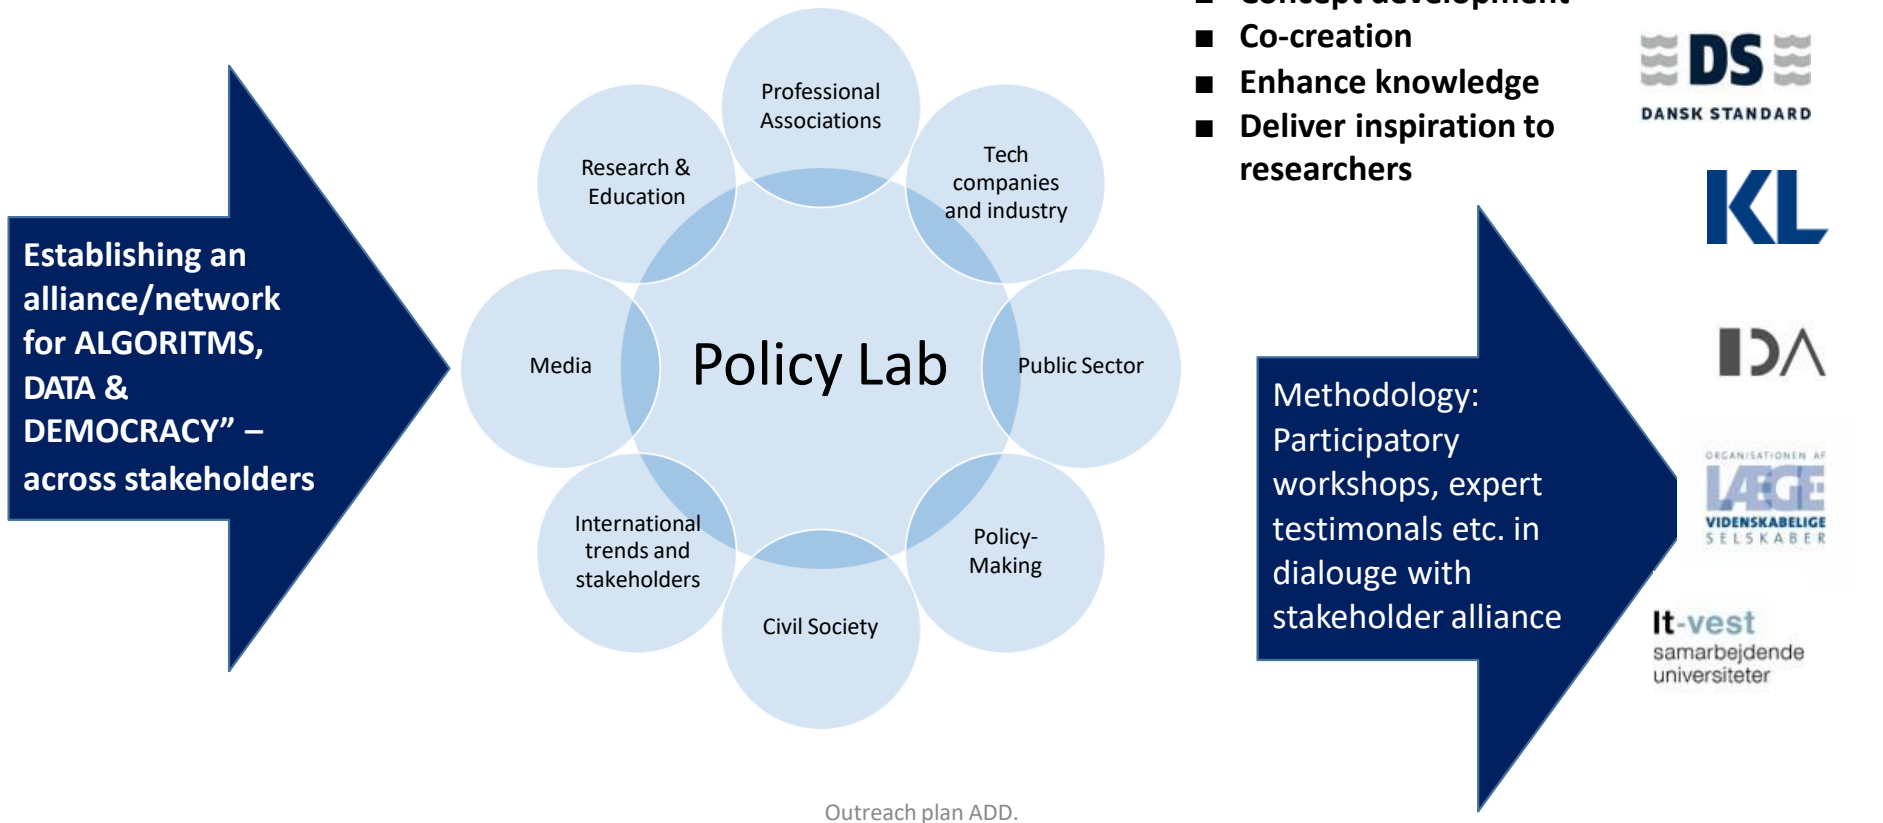 ■ Concept development
■ Co-creation
■ Enhance knowledge
■ Deliver inspiration to
researchers
Establishing an
alliance/network
for ALGORITMS,
DATA &
DEMOCRACY” –
across stakeholders
Professional
Associations
Research &
Education
Tech
companies
and industry
Media
Policy Lab
Public Sector
International
trends and
stakeholders
Policy-
Making
Civil Society
Methodology:
Participatory
workshops, expert
testimonals etc. in
dialouge with
stakeholder alliance
DS
DANSK STANDARD
KL
IDA
ORGANISATIONEN AF
LÆGE
VIDENSKABELIGE
SELSKABER
It-vest
samarbejdende
universiteter
Outreach plan ADD.